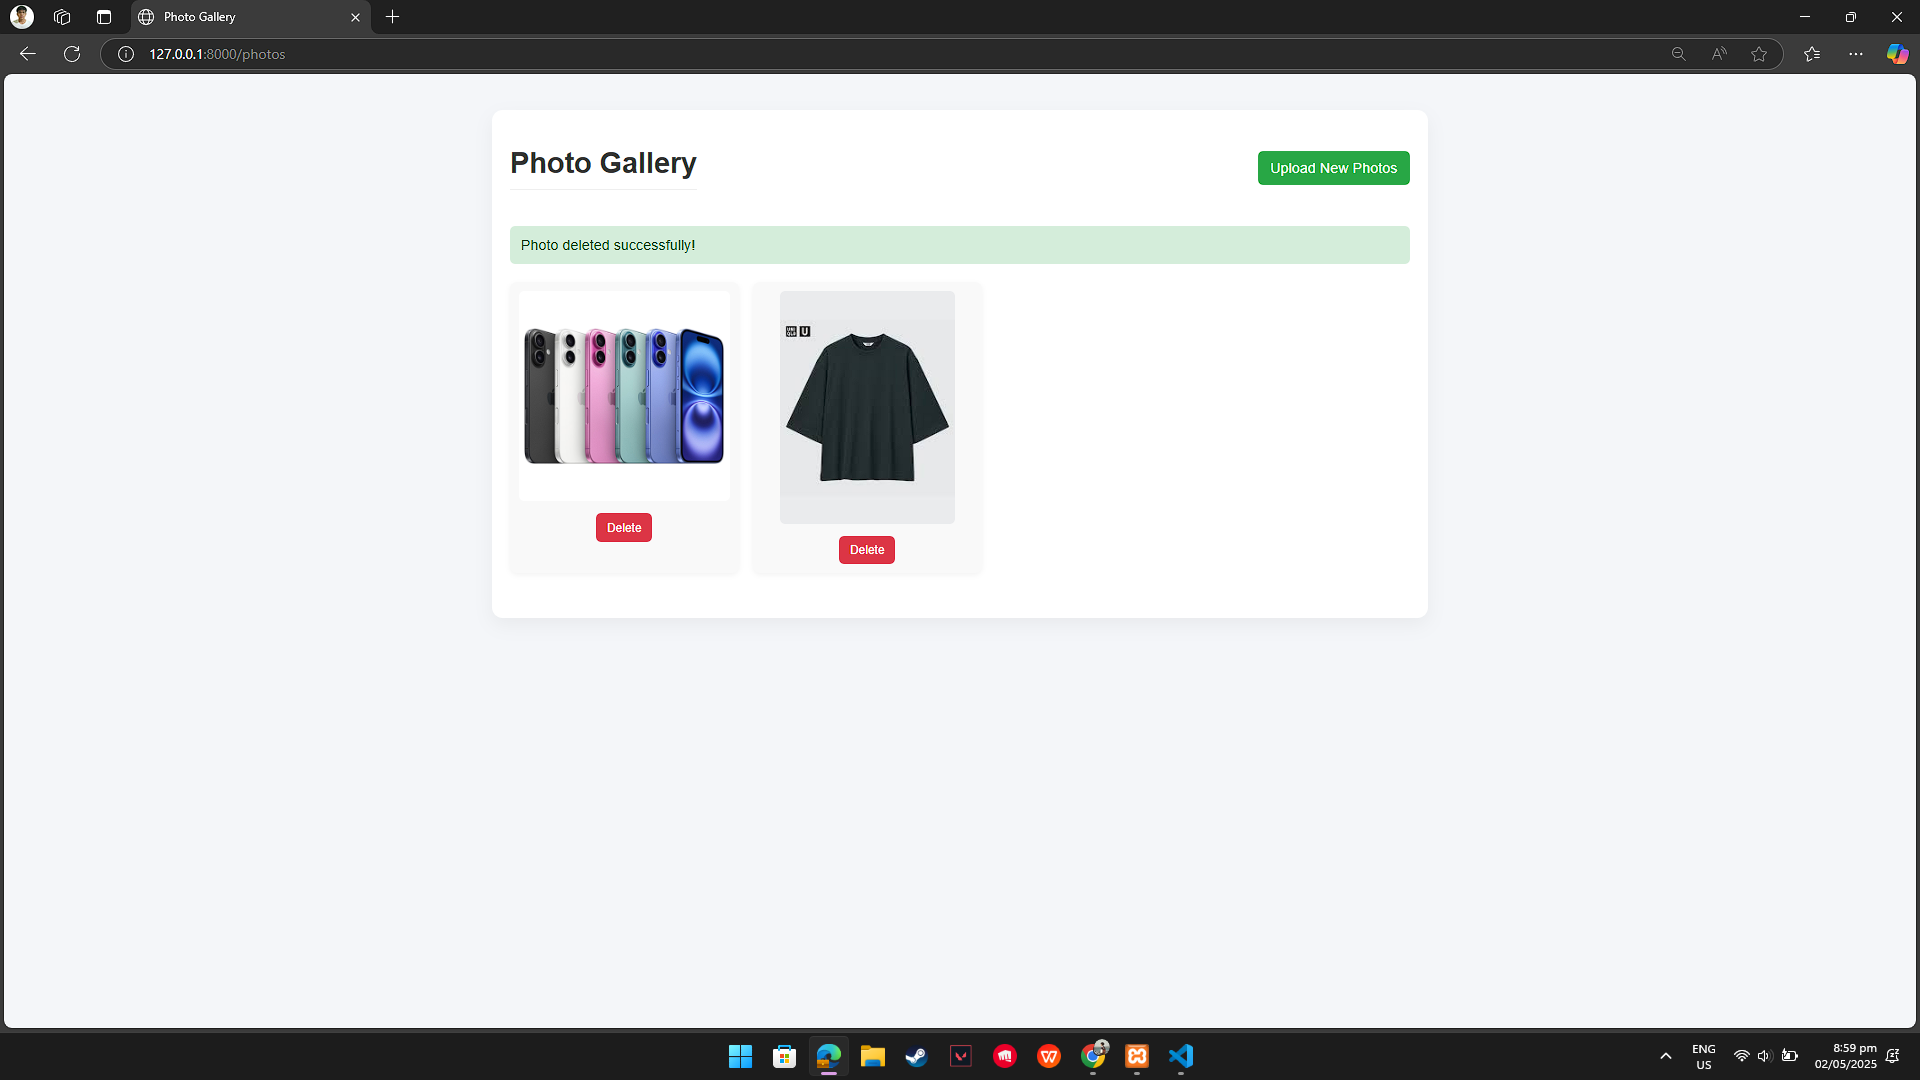 Photo Gallery
127.0.0.1:8000/photos
Photo Gallery
Upload New Photos
Photo deleted successfully!
U
Delete
Delete
ENG
US
8:59 pm
02/05/2025